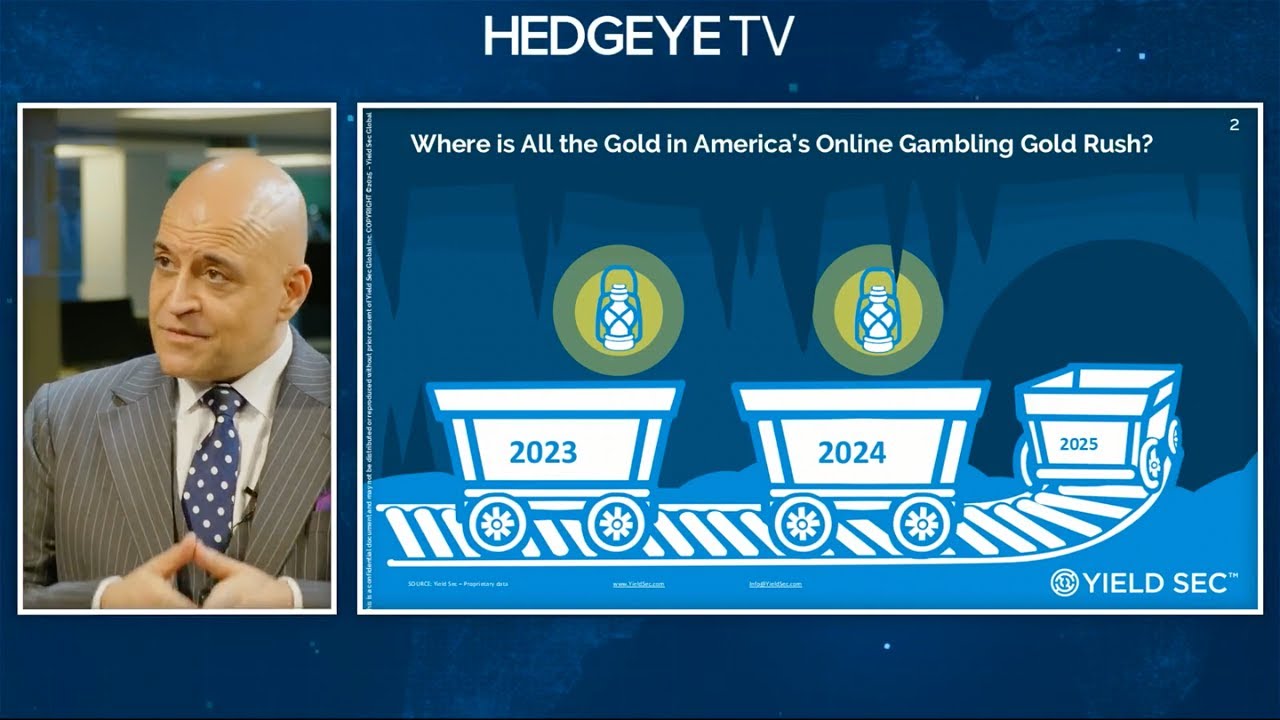 HEDGEYE TV
2
Where is All the Gold in America's Online Gambling Gold Rush?
This is a confidential document and may not be distributed or reproduced without prior consent of Yield Sec Global Inc. COPYRIGHT ©2025 - Yield Sec Global
2023
2024
2025
SOURCE: Yield Sec – Proprietary data
www.YieldSec.com
Info@YieldSec.com
YIELD SEC™